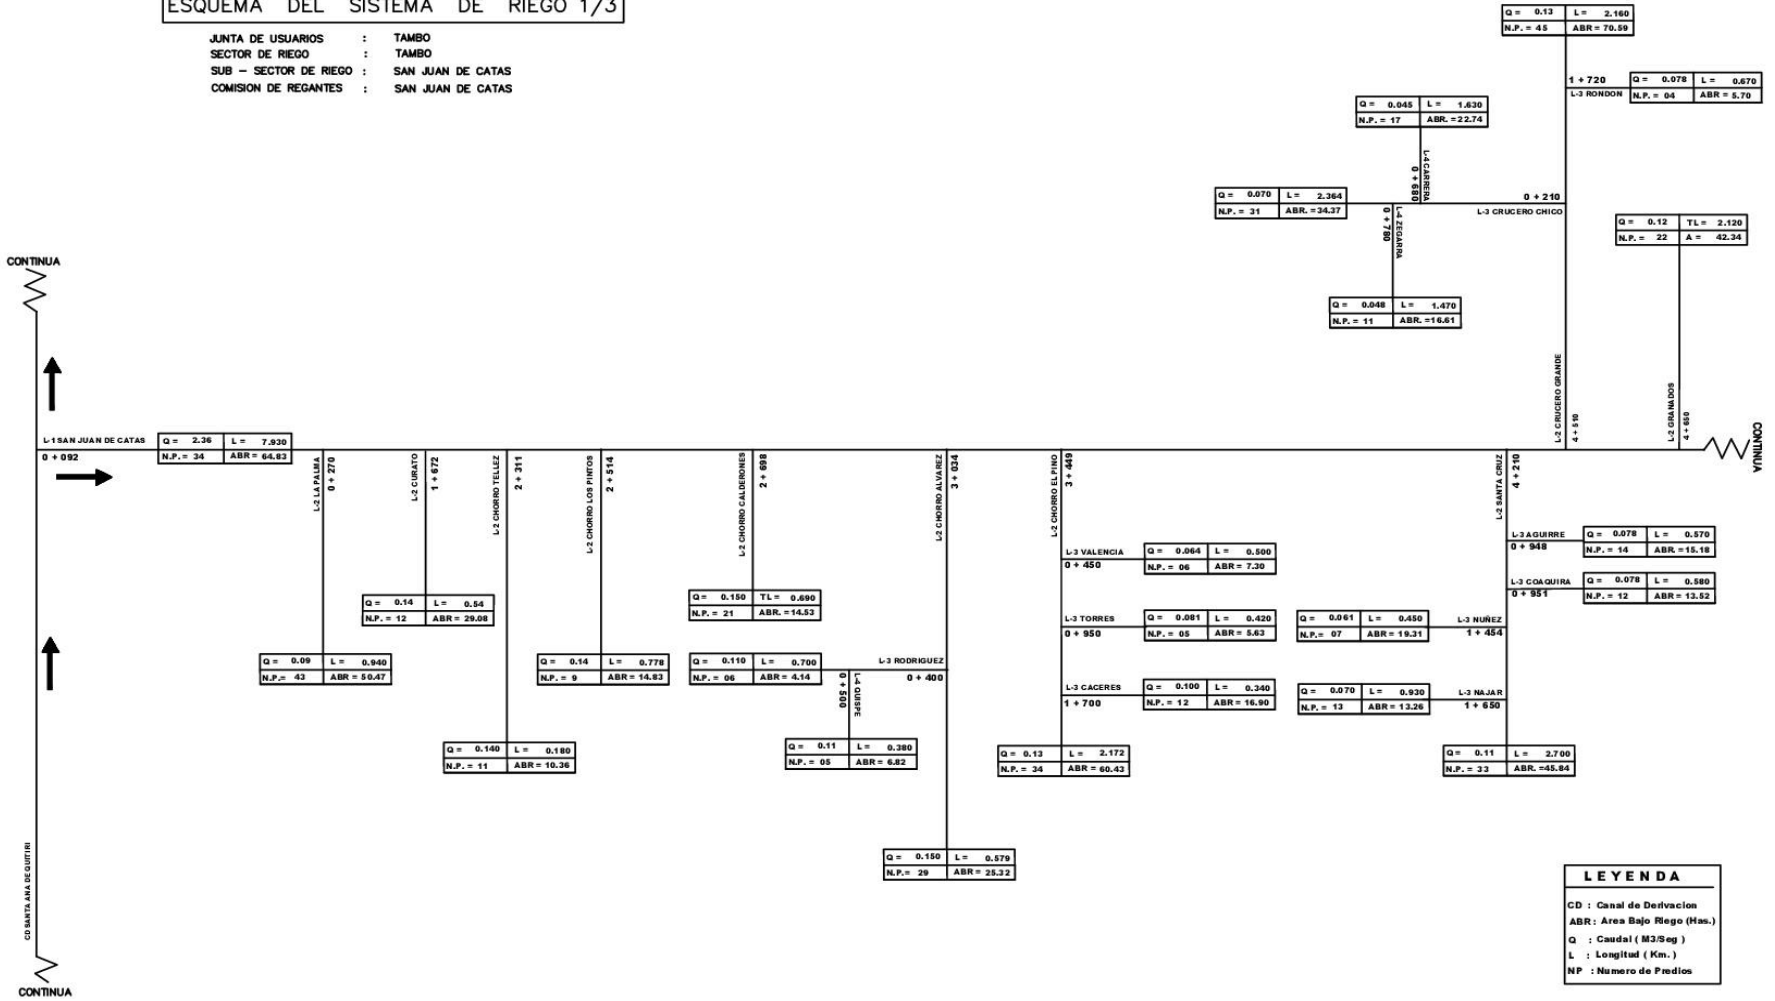 ESQUEMA DEL SISTEMA DE RIEGO 1/3
JUNTA DE USUARIOS : TAMBO
SECTOR DE RIEGO : TAMBO
SUB - SECTOR DE RIEGO : SAN JUAN DE CATAS
COMISION DE REGANTES : SAN JUAN DE CATAS
Q = 0.13 L = 2.160
N.P. = 45 ABR = 70.59
1 + 720
L-3 RONDON
Q = 0.078 L = 0.670
N.P. = 04 ABR = 5.70
Q = 0.045 L = 1.630
N.P. = 17 ABR. = 22.74
L-4 CARRERA
0 + 680
Q = 0.070 L = 2.364
N.P. = 31 ABR. = 34.37
0 + 210
L-3 CRUCERO CHICO
L-4 ZEGARRA
0 + 780
Q = 0.048 L = 1.470
N.P. = 11 ABR. = 16.61
Q = 0.12 TL = 2.120
N.P. = 22 A = 42.34
L-2 CRUCERO GRANDE
4 + 510
L-2 GRANADOS
4 + 650
CONTINUA
CONTINUA
L-1 SAN JUAN DE CATAS
0 + 092
Q = 2.36 L = 7.930
N.P. = 34 ABR = 64.83
L-2 LA PALMA
0 + 270
L-2 CURATO
1 + 672
L-2 CHORRO TELLEZ
2 + 311
L-2 CHORRO LOS PINTOS
2 + 514
L-2 CHORRO CALDERONES
2 + 698
L-2 CHORRO ALVAREZ
3 + 034
L-2 CHORRO EL PINO
3 + 449
L-2 SANTA CRUZ
4 + 210
L-3 AGUIRRE
0 + 948
Q = 0.078 L = 0.570
N.P. = 14 ABR. = 15.18
L-3 VALENCIA
0 + 450
Q = 0.064 L = 0.500
N.P. = 06 ABR = 7.30
L-3 COAQUIRA
0 + 951
Q = 0.078 L = 0.580
N.P. = 12 ABR = 13.52
Q = 0.14 L = 0.54
N.P. = 12 ABR = 29.08
Q = 0.150 TL = 0.690
N.P. = 21 ABR. = 14.53
L-3 TORRES
0 + 950
Q = 0.081 L = 0.420
N.P. = 05 ABR = 5.63
Q = 0.061 L = 0.450
N.P. = 07 ABR = 19.31
L-3 NUÑEZ
1 + 454
Q = 0.09 L = 0.940
N.P.= 43 ABR = 50.47
Q = 0.14 L = 0.778
N.P. = 9 ABR = 14.83
Q = 0.110 L = 0.700
N.P. = 06 ABR = 4.14
L-3 RODRIGUEZ
0 + 400
L-4 QUISPE
0 + 500
L-3 CACERES
1 + 700
Q = 0.100 L = 0.340
N.P. = 12 ABR = 16.90
Q = 0.070 L = 0.930
N.P. = 13 ABR = 13.26
L-3 NAJAR
1 + 650
Q = 0.140 L = 0.180
N.P. = 11 ABR = 10.36
Q = 0.11 L = 0.380
N.P. = 05 ABR = 6.82
Q = 0.13 L = 2.172
N.P. = 34 ABR = 60.43
Q = 0.11 L = 2.700
N.P. = 33 ABR. =45.84
Q = 0.150 L = 0.579
N.P.= 29 ABR = 25.32
CD SANTA ANA DE QUITIRI
CONTINUA
LEYENDA
CD : Canal de Derivacion
ABR : Area Bajo Riego (Has.)
Q : Caudal ( M3/Seg )
L : Longitud ( Km. )
NP : Numero de Predios